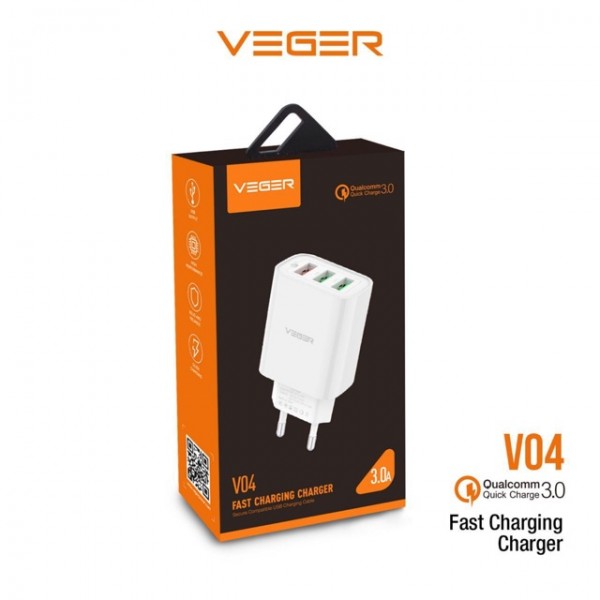 VEGER
VEGER
Qualcomm
Quick Charge 3.0
VEGER
V04
FAST CHARGING CHARGER
3.0A
V04
Qualcomm
Quick Charge 3.0
Fast Charging
Charger